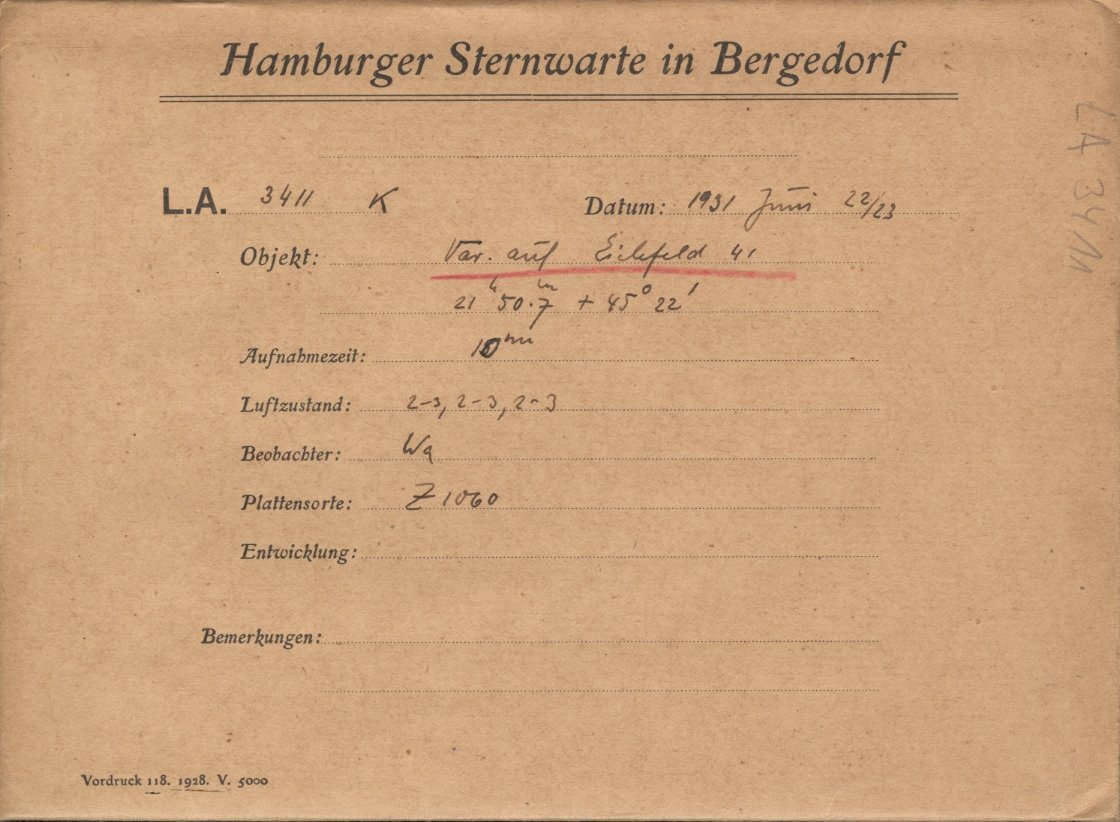 Hamburger Sternwarte in Bergedorf
L.A. 3411 K Datum: 1931 Juni 22/23
Objekt: Var. auf Eichfeld 41
21ʰ 50.7ᵐ + 45° 22'
Aufnahmezeit: 10ᵐⁱⁿ
Luftzustand: 2-3, 2-3, 2-3
Beobachter: Wa
Plattensorte: Z 1060
Entwicklung:
Bemerkungen:
Vordruck 118. 1928. V. 5000
LA 3411